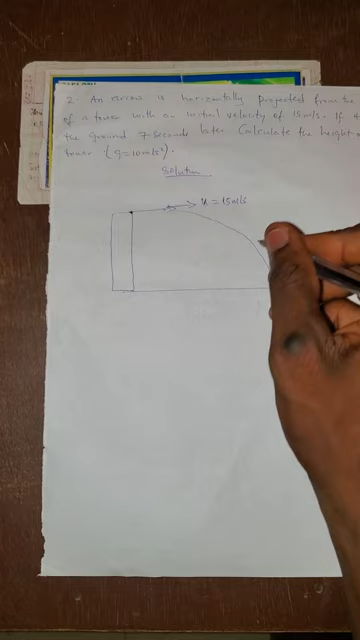 2. An arrow is horizontally projected from the
of a tower with an initial velocity of 15m/s. If
the ground 7 seconds later. Calculate the height
tower (g=10m/s²).
Solution
u = 15m/s